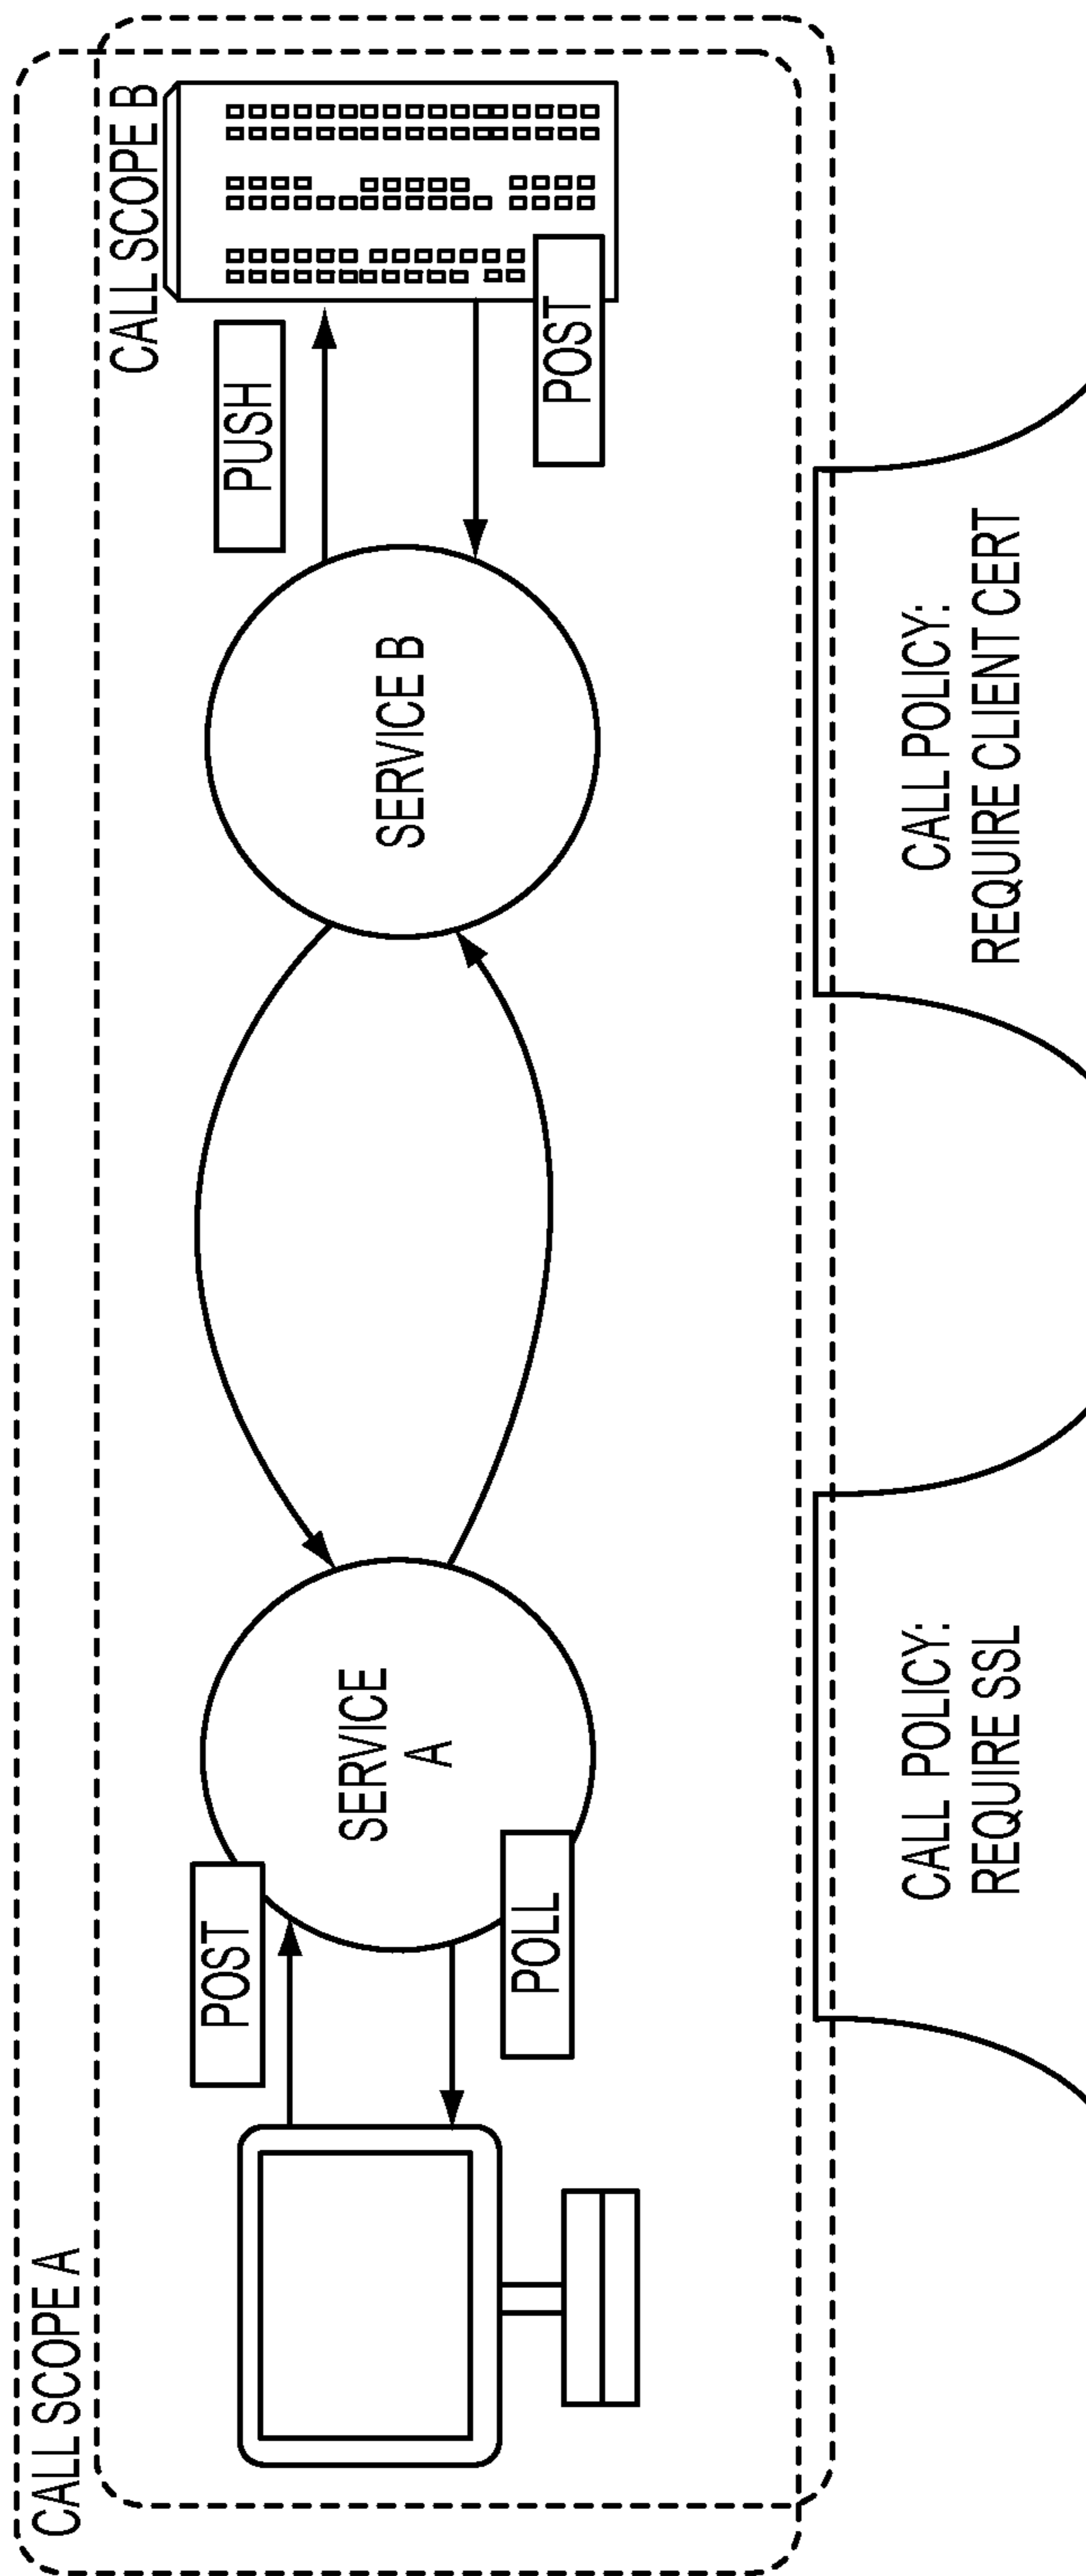 CALL SCOPE A
CALL SCOPE B
POST
PUSH
SERVICE
A
SERVICE B
POLL
POST
CALL POLICY:
REQUIRE SSL
CALL POLICY:
REQUIRE CLIENT CERT